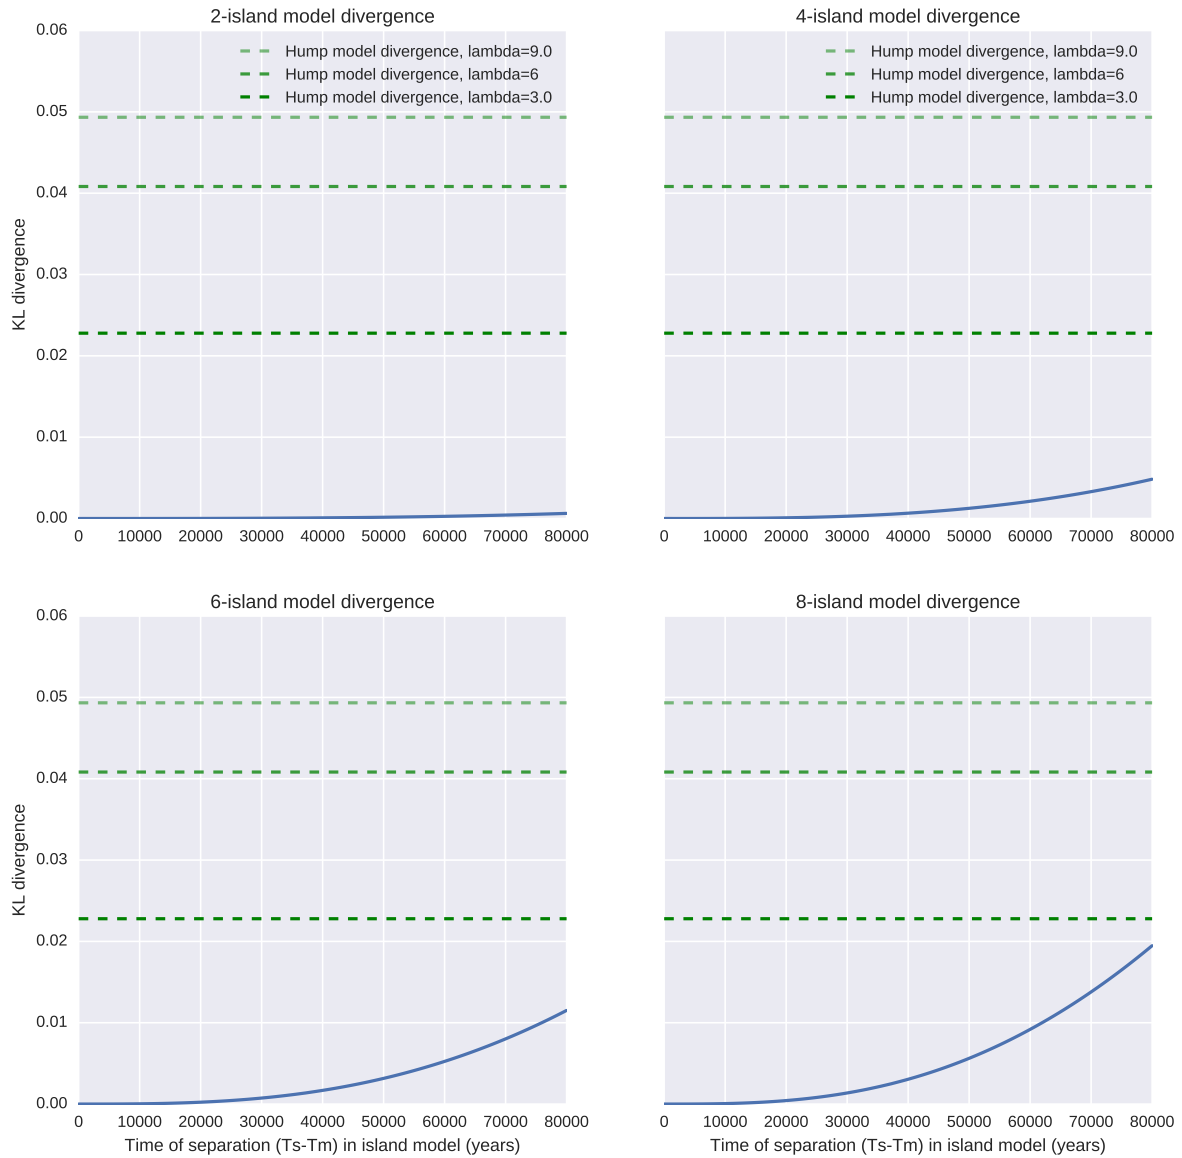 2-island model divergence
Hump model divergence, lambda=9.0
Hump model divergence, lambda=6
Hump model divergence, lambda=3.0
KL divergence
0.06
0.05
0.04
0.03
0.02
0.01
0.00
0 10000 20000 30000 40000 50000 60000 70000 80000
4-island model divergence
Hump model divergence, lambda=9.0
Hump model divergence, lambda=6
Hump model divergence, lambda=3.0
0 10000 20000 30000 40000 50000 60000 70000 80000
6-island model divergence
KL divergence
0.06
0.05
0.04
0.03
0.02
0.01
0.00
0 10000 20000 30000 40000 50000 60000 70000 80000
Time of separation (Ts-Tm) in island model (years)
8-island model divergence
0 10000 20000 30000 40000 50000 60000 70000 80000
Time of separation (Ts-Tm) in island model (years)